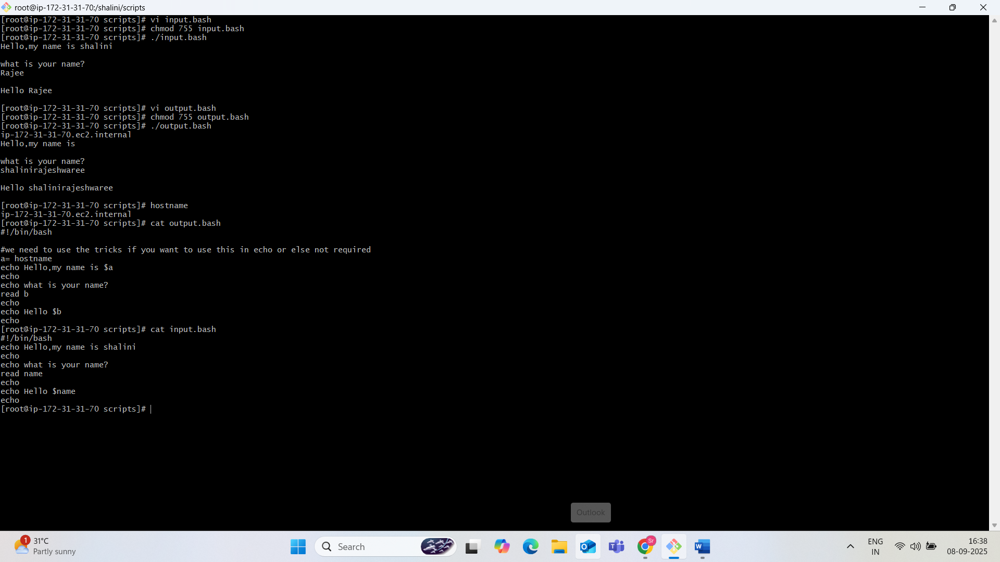 root@ip-172-31-31-70:/shalini/scripts
[root@ip-172-31-31-70 scripts]# vi input.bash
[root@ip-172-31-31-70 scripts]# chmod 755 input.bash
[root@ip-172-31-31-70 scripts]# ./input.bash
Hello,my name is shalini
what is your name?
Rajee
Hello Rajee
[root@ip-172-31-31-70 scripts]# vi output.bash
[root@ip-172-31-31-70 scripts]# chmod 755 output.bash
[root@ip-172-31-31-70 scripts]# ./output.bash
ip-172-31-31-70.ec2.internal
Hello,my name is
what is your name?
shalinirajeshwaree
Hello shalinirajeshwaree
[root@ip-172-31-31-70 scripts]# hostname
ip-172-31-31-70.ec2.internal
[root@ip-172-31-31-70 scripts]# cat output.bash
#!/bin/bash
#we need to use the tricks if you want to use this in echo or else not required
a= hostname
echo Hello,my name is $a
echo
echo what is your name?
read b
echo
echo Hello $b
echo
[root@ip-172-31-31-70 scripts]# cat input.bash
#!/bin/bash
echo Hello,my name is shalini
echo
echo what is your name?
read name
echo
echo Hello $name
echo
[root@ip-172-31-31-70 scripts]#
Outlook
1
31°C
Partly sunny
Search
Sr
ENG
IN
16:38
08-09-2025